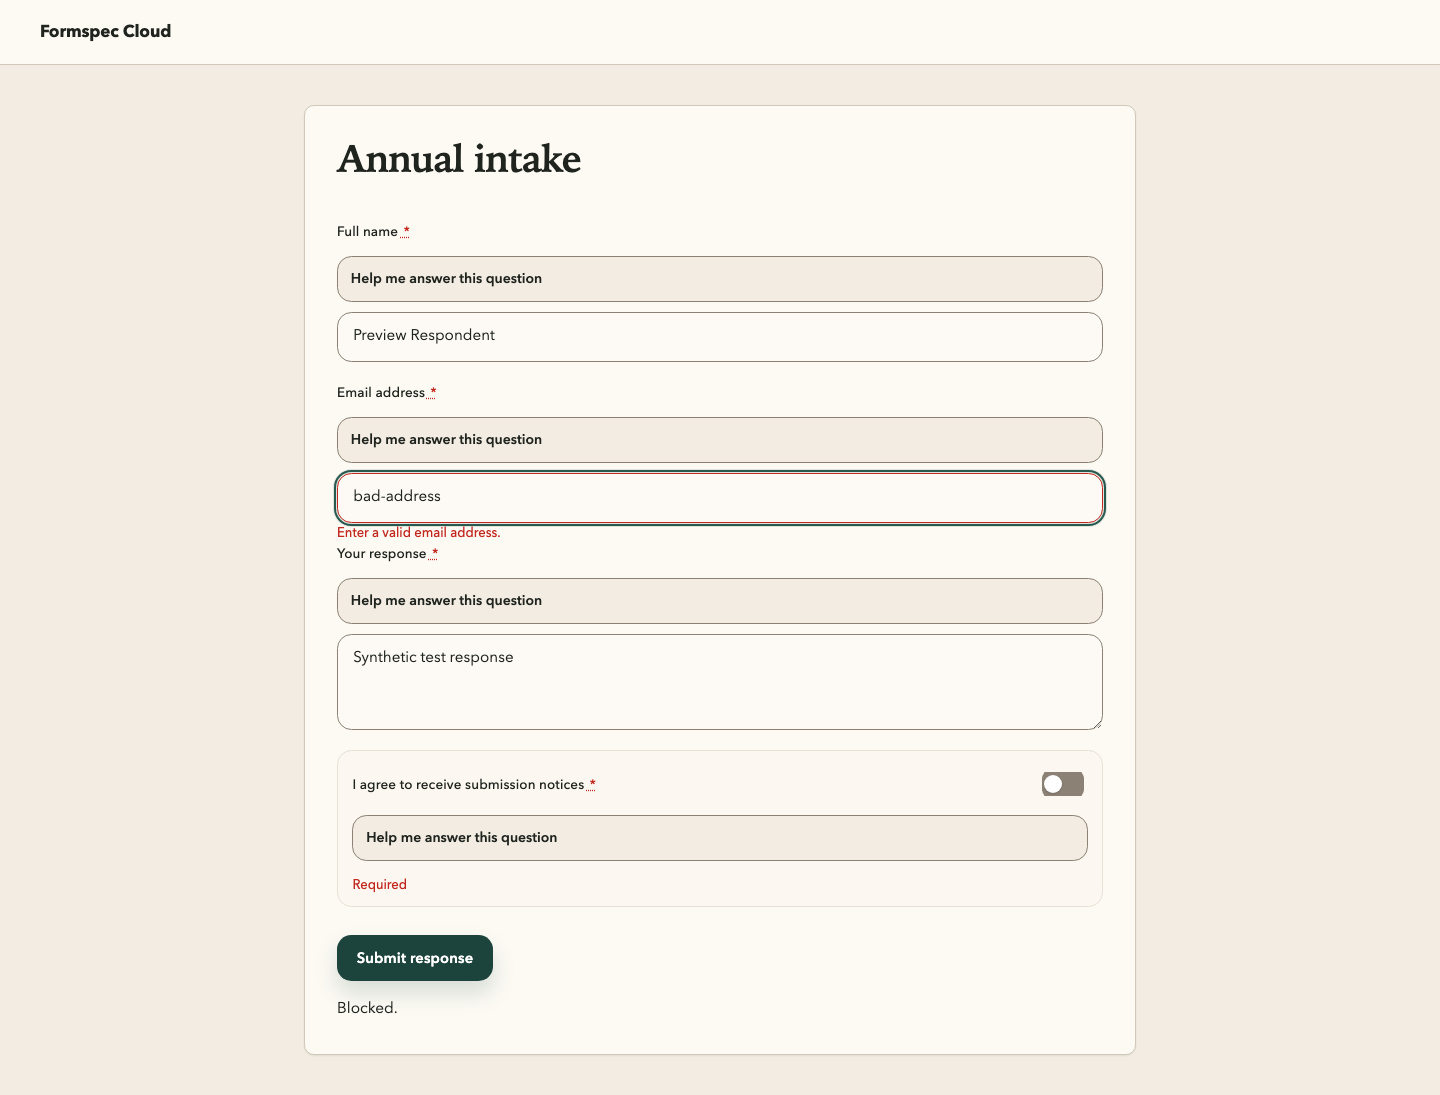 Formspec Cloud
Annual intake
Full name *
Help me answer this question
Preview Respondent
Email address *
Help me answer this question
bad-address
Enter a valid email address.
Your response *
Help me answer this question
Synthetic test response
I agree to receive submission notices *
Help me answer this question
Required
Submit response
Blocked.